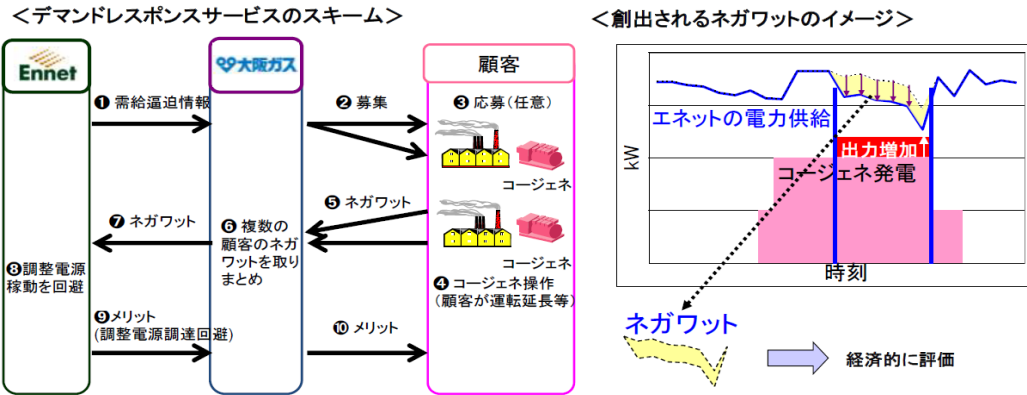 ＜デマンドレスポンスサービスのスキーム＞
Ennet
大阪ガス
顧客
❶ 需給逼迫情報
❷ 募集
❸ 応募(任意)
コージェネ
❺ ネガワット
コージェネ
❹ コージェネ操作
(顧客が運転延長等)
❻ 複数の
顧客のネガ
ワットを取り
まとめ
❼ ネガワット
❽調整電源
稼動を回避
❾メリット
(調整電源調達回避)
❿ メリット
＜創出されるネガワットのイメージ＞
kW
エネットの電力供給
出力増加
コージェネ発電
時刻
ネガワット
経済的に評価